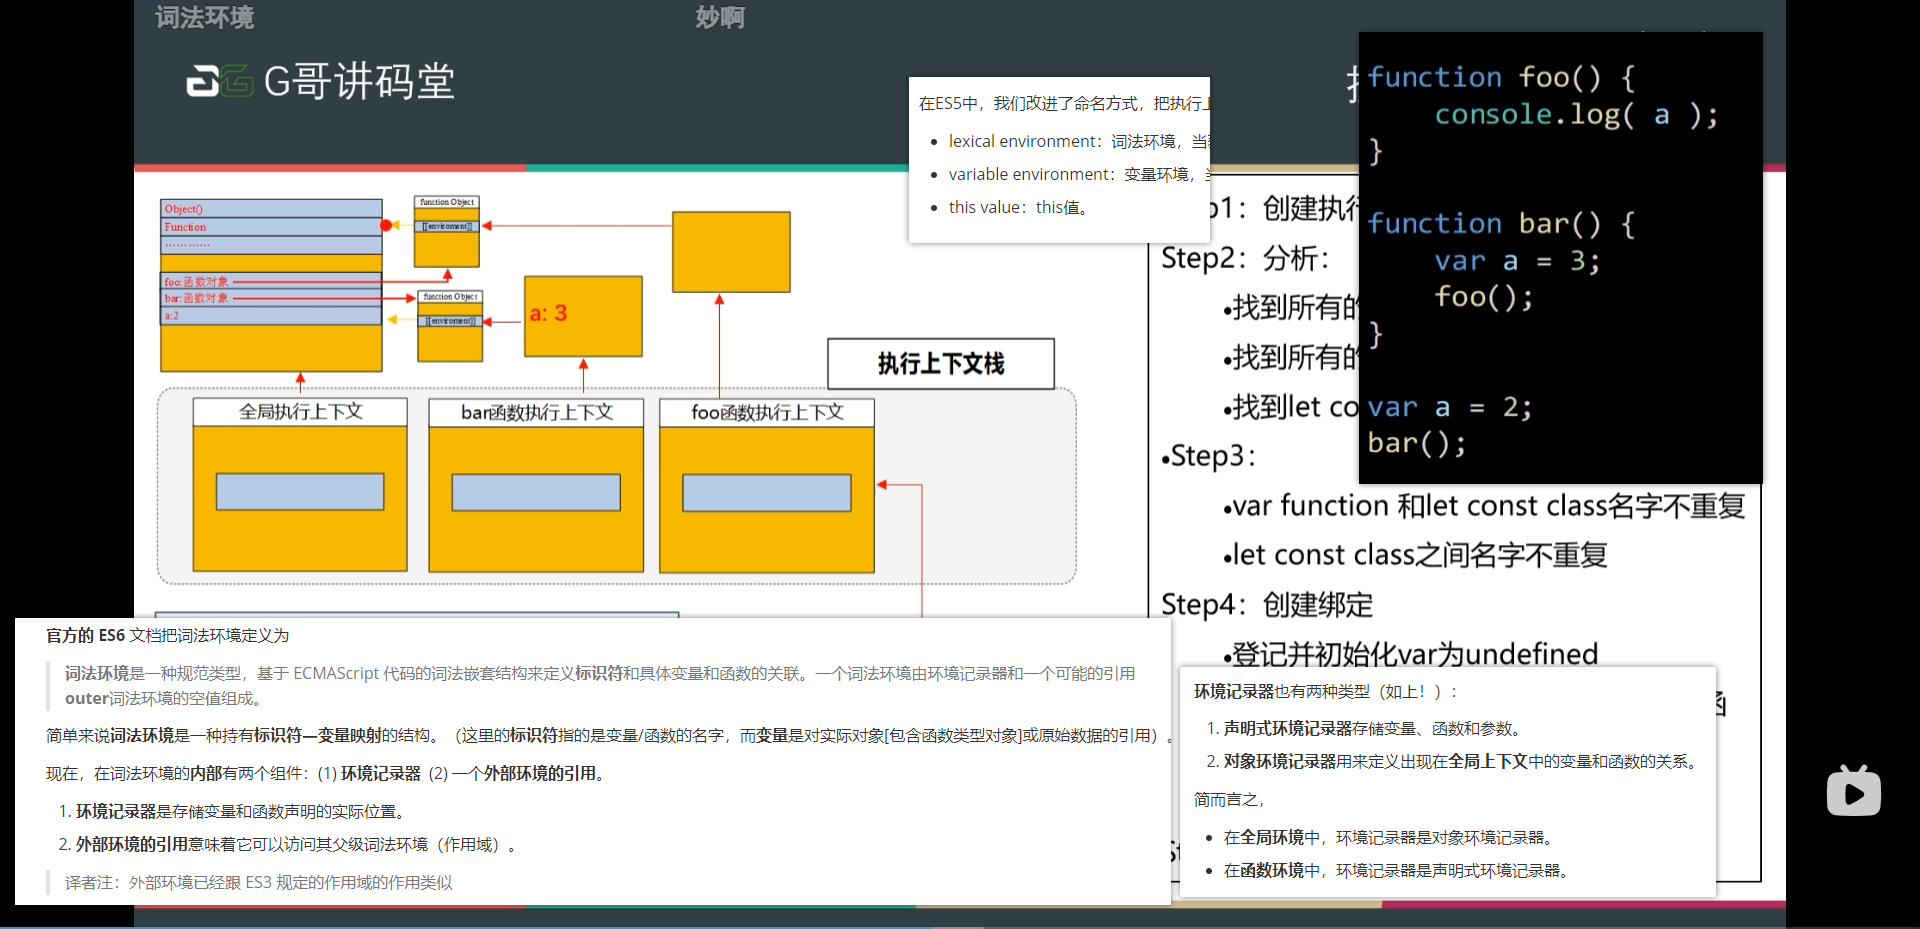 词法环境
妙啊
G哥讲码堂
在ES5中，我们改进了命名方式，把执行上
lexical environment：词法环境，当
variable environment：变量环境，
this value：this值。
function foo() {
console.log( a );
}
function bar() {
var a = 3;
foo();
}
var a = 2;
bar();
Object()
Function
…………
foo:函数对象
bar:函数对象
a:2
function Object
[[enviroment]]
function Object
[[enviroment]]
a: 3
执行上下文栈
全局执行上下文
bar函数执行上下文
foo函数执行上下文
p1：创建执行
Step2：分析：
•找到所有的
•找到所有的
•找到let co
•Step3：
•var function 和let const class名字不重复
•let const class之间名字不重复
Step4：创建绑定
•登记并初始化var为undefined
官方的 ES6 文档把词法环境定义为
词法环境是一种规范类型，基于 ECMAScript 代码的词法嵌套结构来定义标识符和具体变量和函数的关联。一个词法环境由环境记录器和一个可能的引用
outer词法环境的空值组成。
简单来说词法环境是一种持有标识符—变量映射的结构。（这里的标识符指的是变量/函数的名字，而变量是对实际对象[包含函数类型对象]或原始数据的引用）。
现在，在词法环境的内部有两个组件：(1) 环境记录器 (2) 一个外部环境的引用。
1. 环境记录器是存储变量和函数声明的实际位置。
2. 外部环境的引用意味着它可以访问其父级词法环境（作用域）。
译者注：外部环境已经跟 ES3 规定的作用域的作用类似
环境记录器也有两种类型（如上！）：
1. 声明式环境记录器存储变量、函数和参数。
2. 对象环境记录器用来定义出现在全局上下文中的变量和函数的关系。
简而言之，
在全局环境中，环境记录器是对象环境记录器。
在函数环境中，环境记录器是声明式环境记录器。